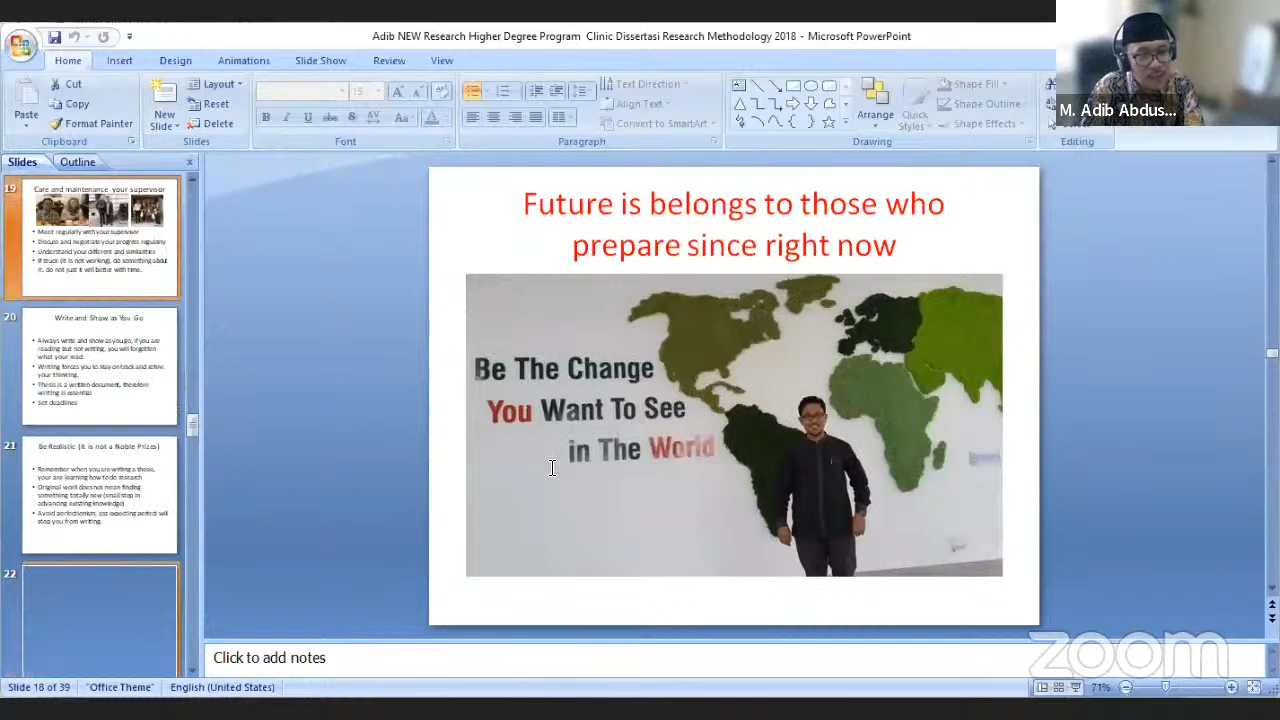 Adib NEW Research Higher Degree Program Clinic Dissertasi Research Methodology 2018 - Microsoft PowerPoint
Home Insert Design Animations Slide Show Review View
Paste
Cut
Copy
Format Painter
Clipboard
New
Slide
Layout
Reset
Delete
Slides
Font
Paragraph
Text Direction
Align Text
Convert to SmartArt
Arrange
Quick
Styles
Shape Fill
Shape Outline
Shape Effects
Drawing
Editing
M. Adib Abdus...
Slides Outline
19
Care and maintenance your supervisor
Meet regularly with your supervisor
Discuss and negotiate your progress regularly
Understand your different and similarities
If stuck (it is not working), do something about
it, do not just it will better with time.
20
Write and Show as You Go
Always write and show as you go, if you are
reading but not writing, you will forgotten
what your read.
Writing forces you to stay on track and refine
your thinking.
Thesis is a written document, therefore
writing is essential
Set deadlines
21
Be Realistic (it is not a Noble Prizes)
Remember when you are writing a thesis,
your are learning how to do research
Original work does not mean finding
something totally new (small step in
advancing existing knowledge)
Avoid perfectionism,
stop you from writing.
22
Future is belongs to those who
prepare since right now
Be The Change
You Want To See
in The World
Click to add notes
zoom
Slide 18 of 39 "Office Theme" English (United States) 71%